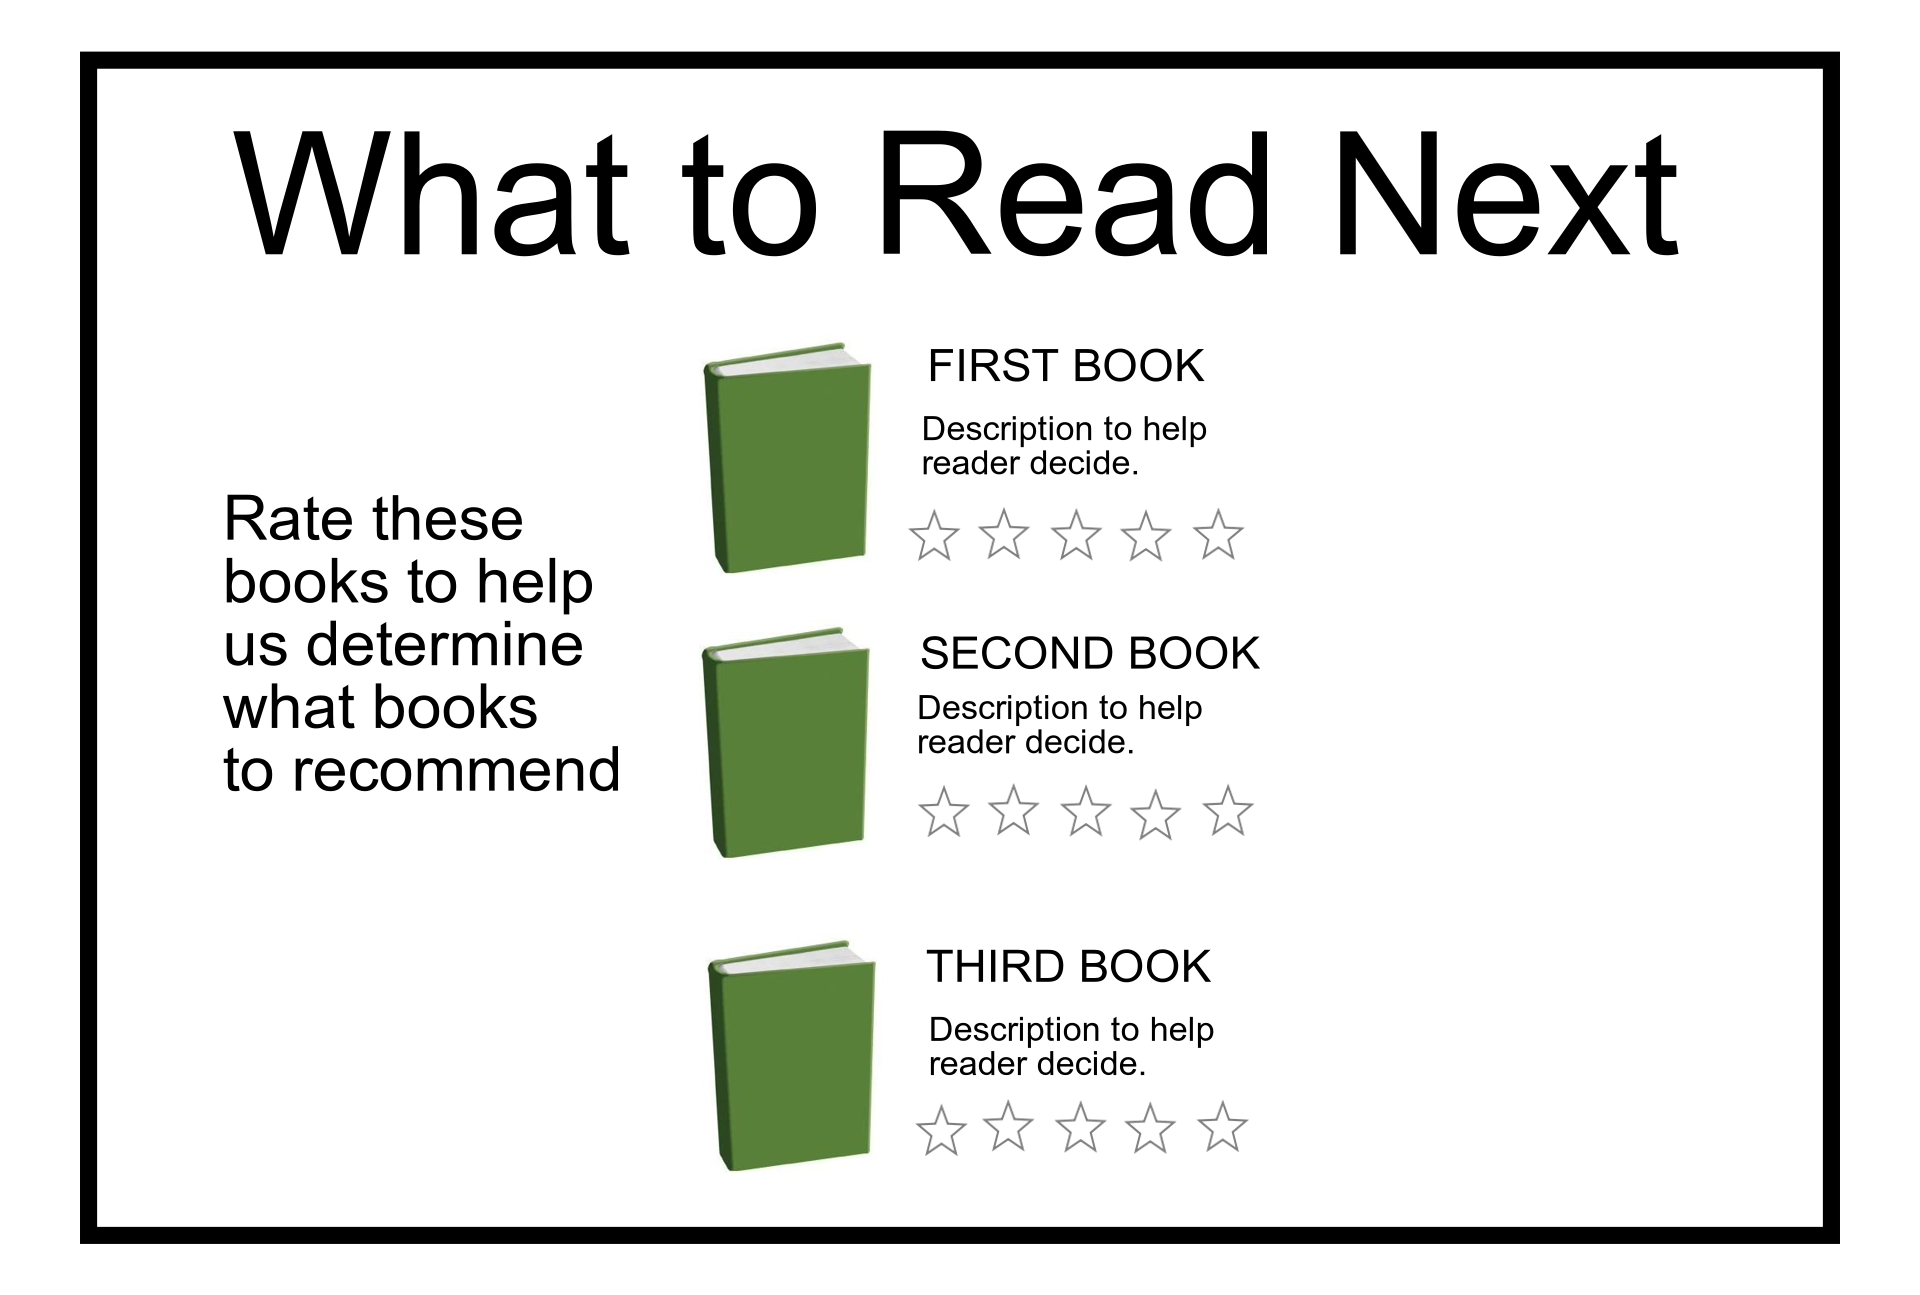 What to Read Next
Rate these
books to help
us determine
what books
to recommend
FIRST BOOK
Description to help
reader decide.
SECOND BOOK
Description to help
reader decide.
THIRD BOOK
Description to help
reader decide.